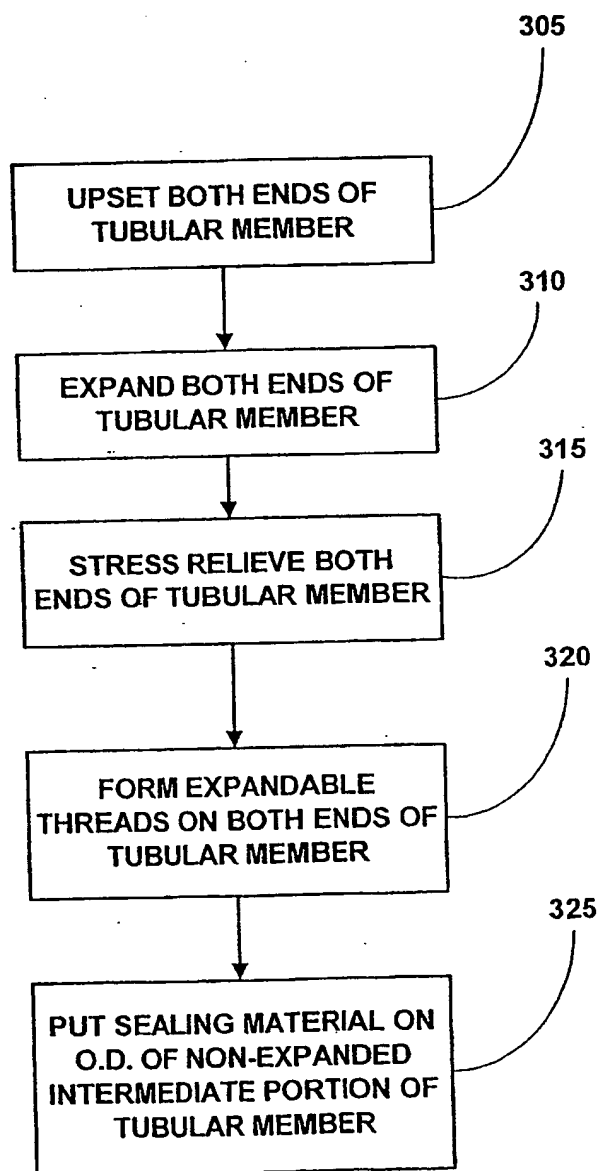 305
UPSET BOTH ENDS OF
TUBULAR MEMBER
310
EXPAND BOTH ENDS OF
TUBULAR MEMBER
315
STRESS RELIEVE BOTH
ENDS OF TUBULAR MEMBER
320
FORM EXPANDABLE
THREADS ON BOTH ENDS OF
TUBULAR MEMBER
325
PUT SEALING MATERIAL ON
O.D. OF NON-EXPANDED
INTERMEDIATE PORTION OF
TUBULAR MEMBER